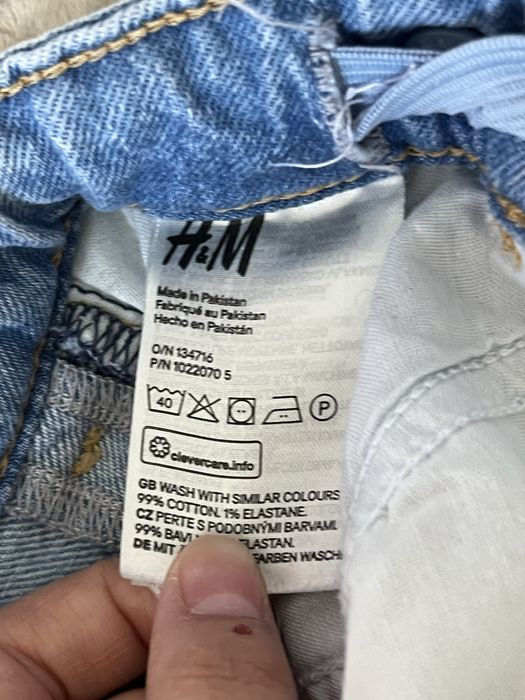 H&M
Made in Pakistan
Fabriqué au Pakistan
Hecho en Pakistán
O/N 134716
P/N 1022070 5
40 P
clevercare.info
GB WASH WITH SIMILAR COLOURS
99% COTTON. 1% ELASTANE.
CZ PERTE S PODOBNÝMI BARVAMI.
99%
DE MIT FARBEN